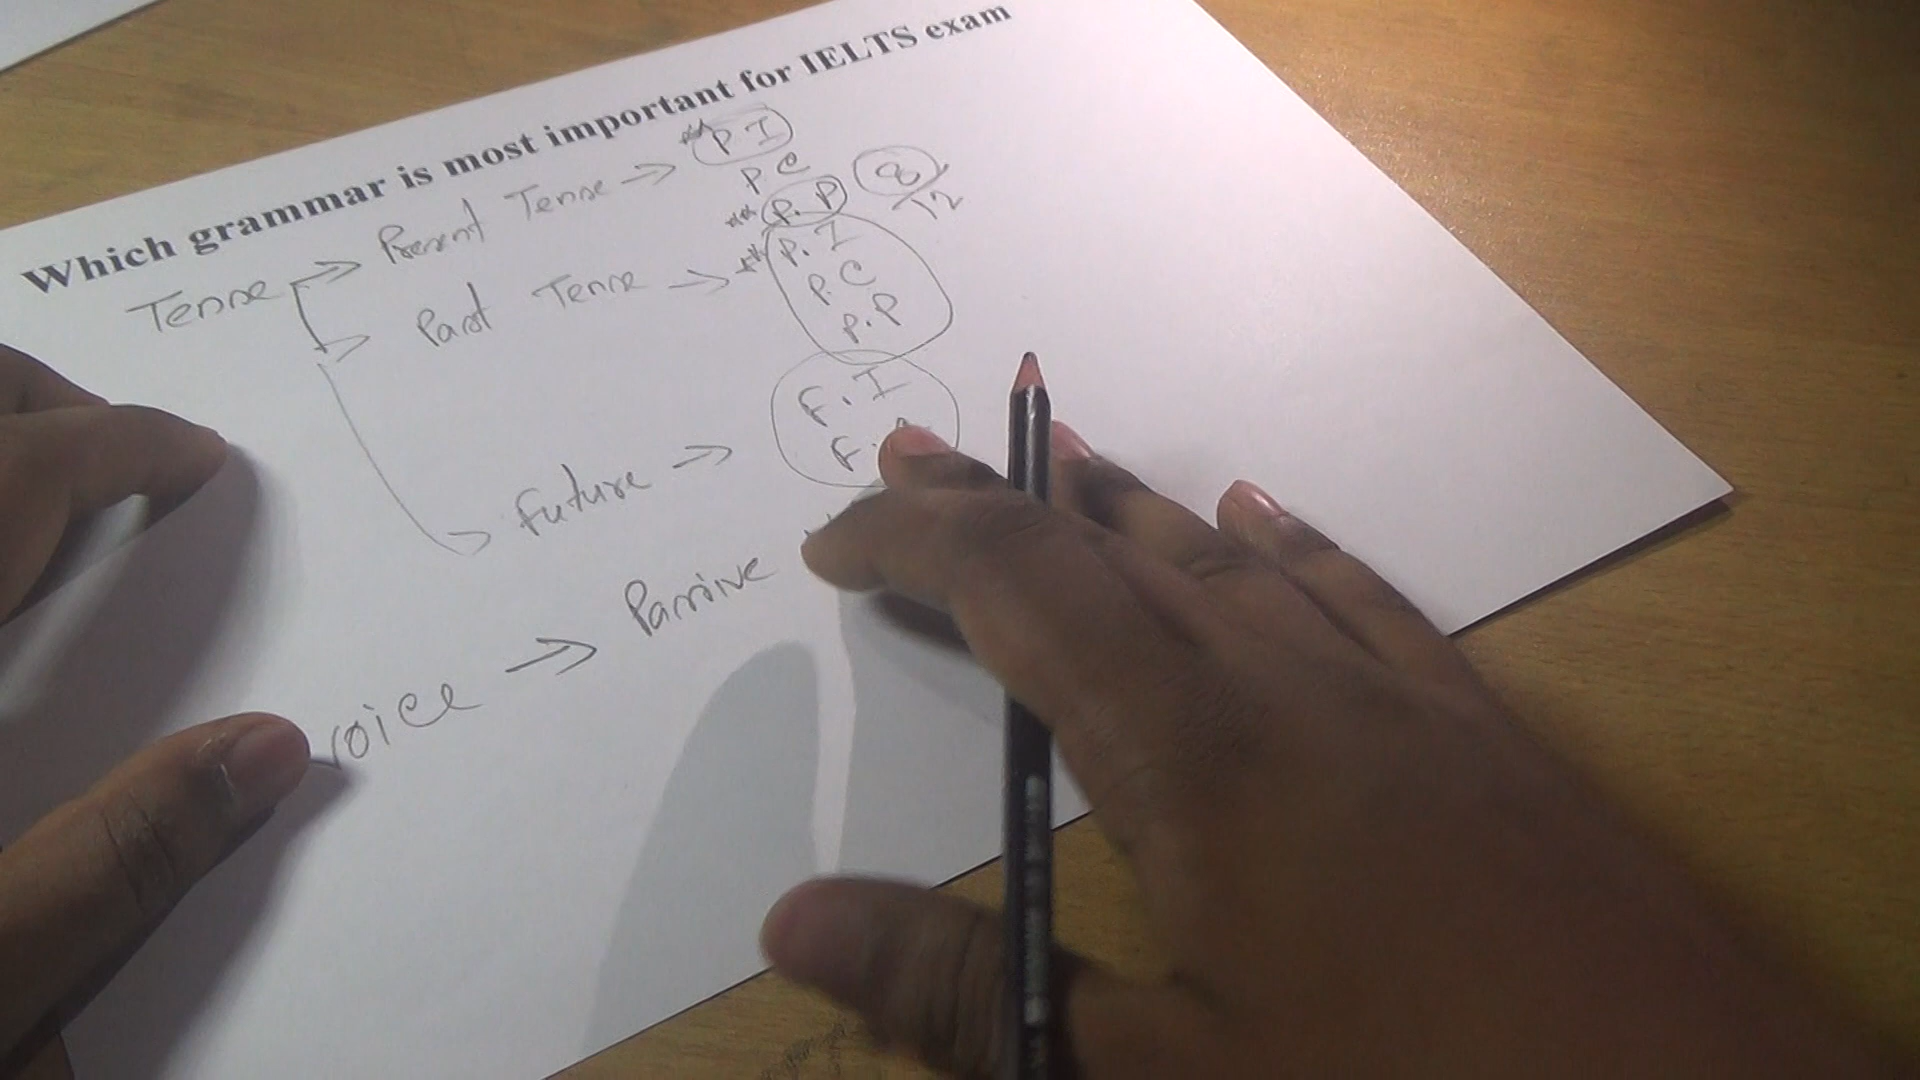 Which grammar is most important for IELTS exam
Tense → Present Tense → ** P.I
P C
** P.P 8/12
→ Past Tense → ** P.I
P.C
P.P
→ Future → F.I
F.
Voice → Passive